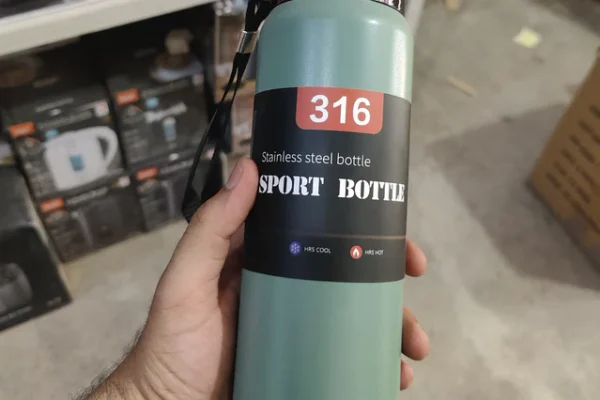 316
Stainless steel bottle
SPORT BOTTLE
HRS COOL
HRS HOT